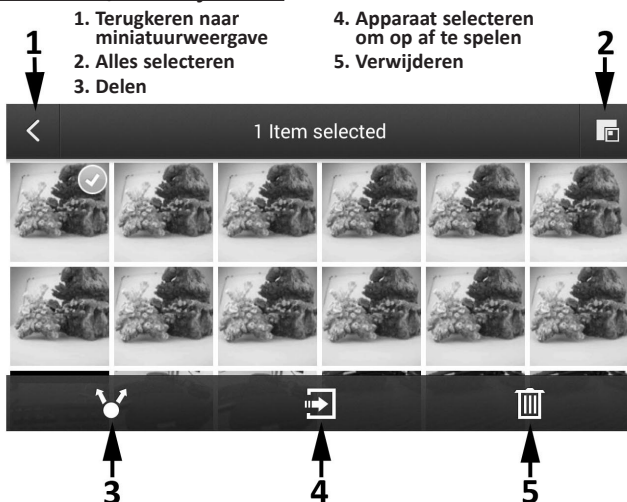 1. Terugkeren naar
miniatuurweergave
2. Alles selecteren
3. Delen
4. Apparaat selecteren
om op af te spelen
5. Verwijderen
1
2
1 Item selected
3
4
5